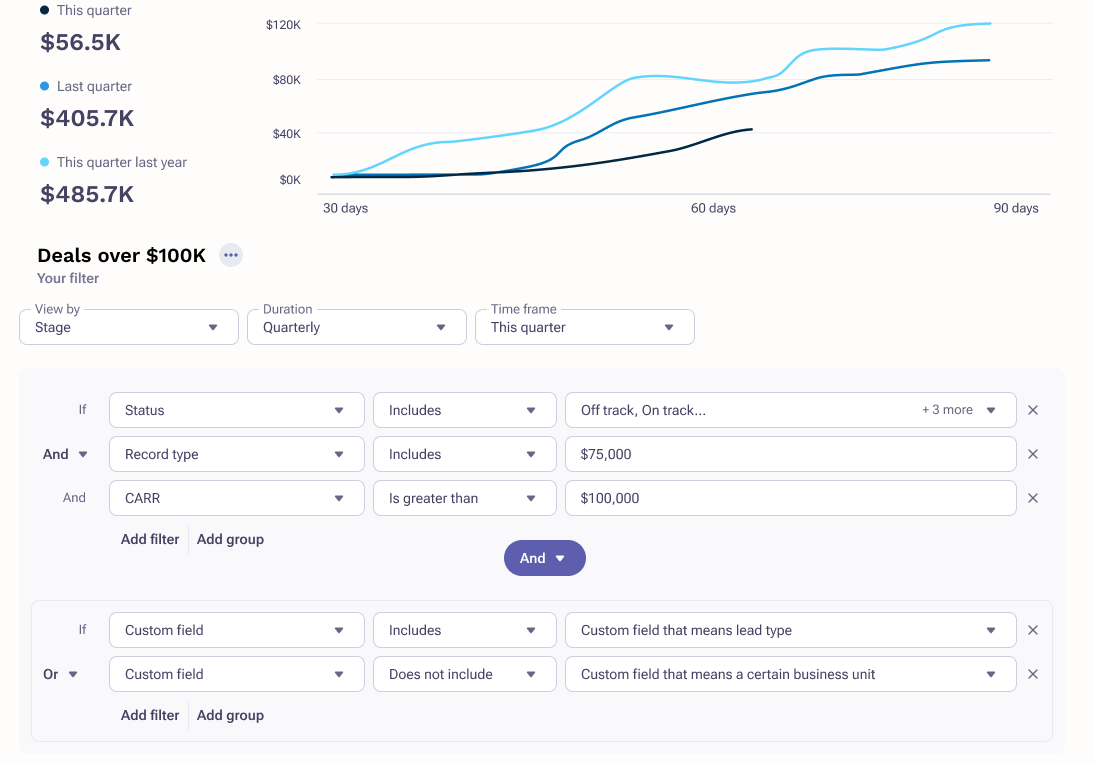 This quarter
$56.5K
Last quarter
$405.7K
This quarter last year
$485.7K
$120K
$80K
$40K
$0K
30 days 60 days 90 days
Deals over $100K
Your filter
View by
Stage
Duration
Quarterly
Time frame
This quarter
If Status Includes Off track, On track... + 3 more
And Record type Includes $75,000
And CARR Is greater than $100,000
Add filter Add group
And
If Custom field Includes Custom field that means lead type
Or Custom field Does not include Custom field that means a certain business unit
Add filter Add group